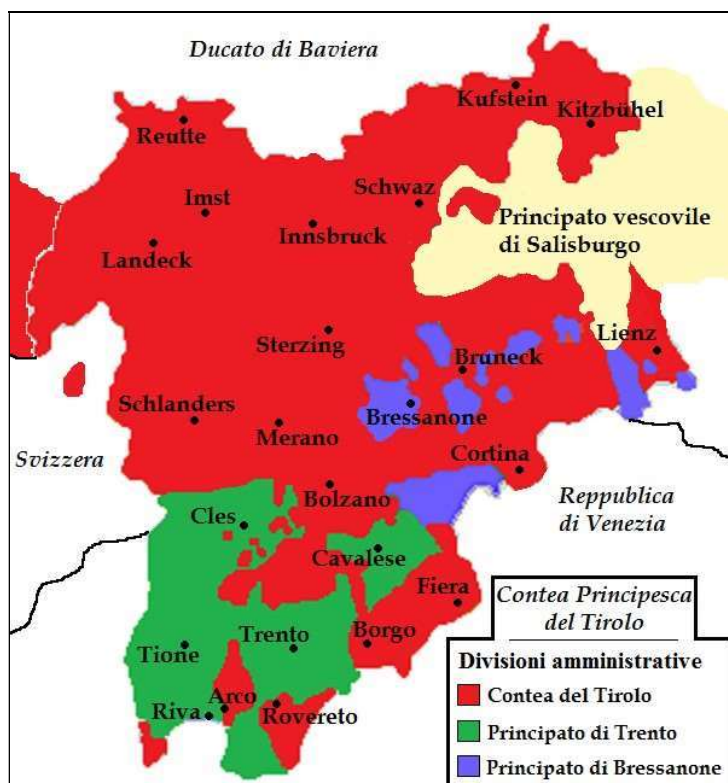 Ducato di Baviera
Kufstein
Kitzbühel
Reutte
Schwaz
Imst
Principato vescovile
di Salisburgo
Innsbruck
Landeck
Sterzing
Lienz
Bruneck
Schlanders
Bressanone
Merano
Svizzera
Cortina
Bolzano
Reppublica
di Venezia
Cles
Cavalese
Fiera
Contea Principesca
del Tirolo
Trento
Borgo
Tione
Divisioni amministrative
Arco
Riva
Rovereto
Contea del Tirolo
Principato di Trento
Principato di Bressanone